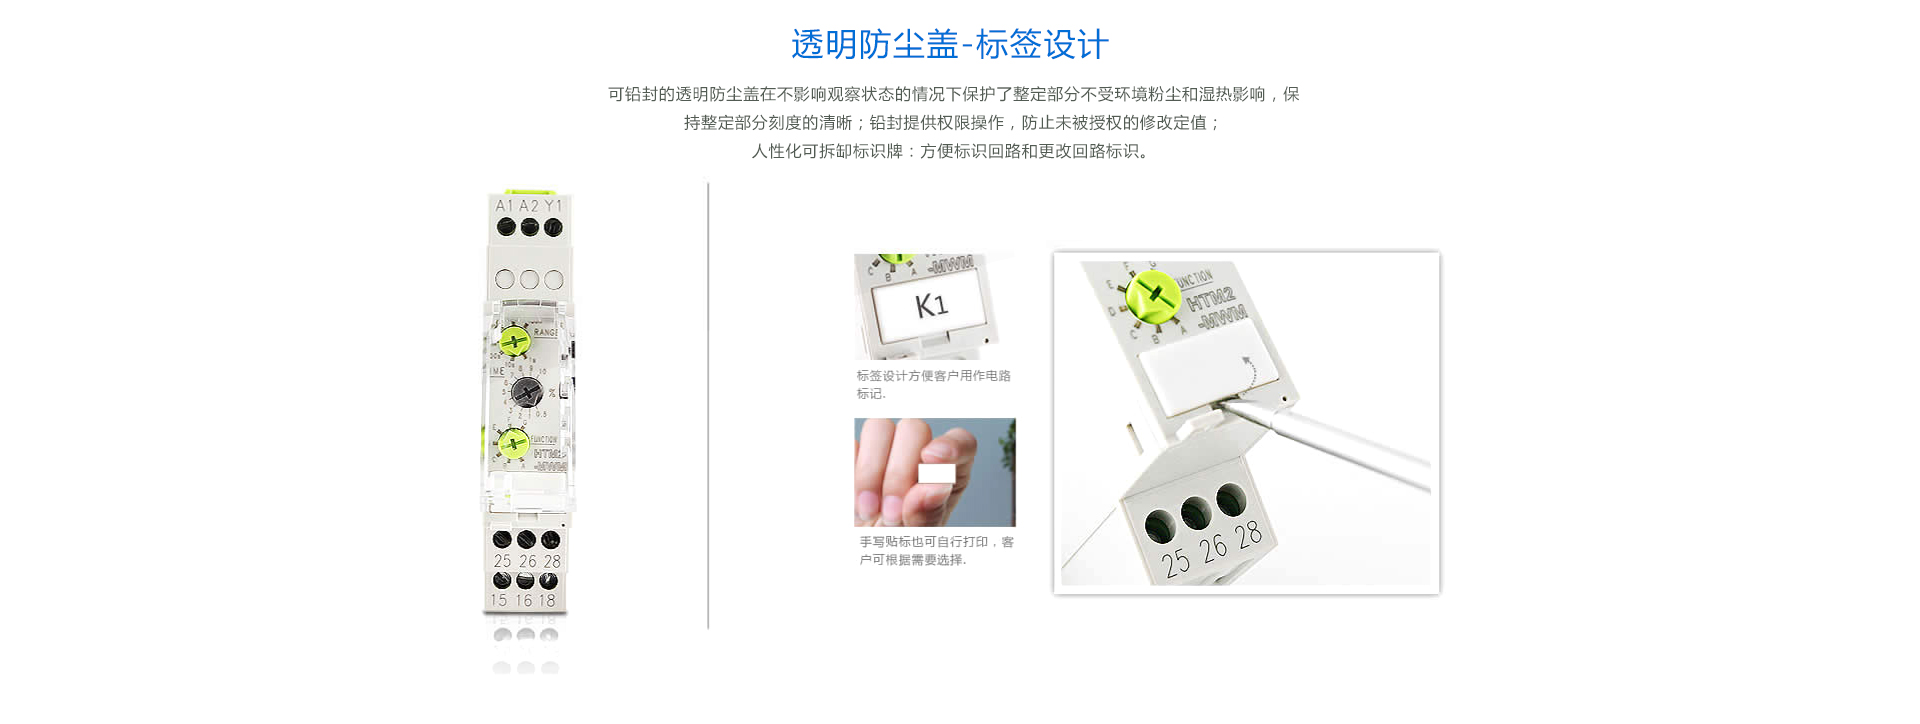 透明防尘盖-标签设计
可铅封的透明防尘盖在不影响观察状态的情况下保护了整定部分不受环境粉尘和湿热影响，保
持整定部分刻度的清晰；铅封提供权限操作，防止未被授权的修改定值；
人性化可拆卸标识牌：方便标识回路和更改回路标识。
A1 A2 Y1
RANGE
10 %
0.5
FUNCTION
HTM2
-MWM
25 26 28
15 16 18
C B A
-MWM
K1
标签设计方便客户用作电路
标记.
手写贴标也可自行打印，客
户可根据需要选择.
E D C B A
FUNCTION
HTM2
-MWM
25 26 28